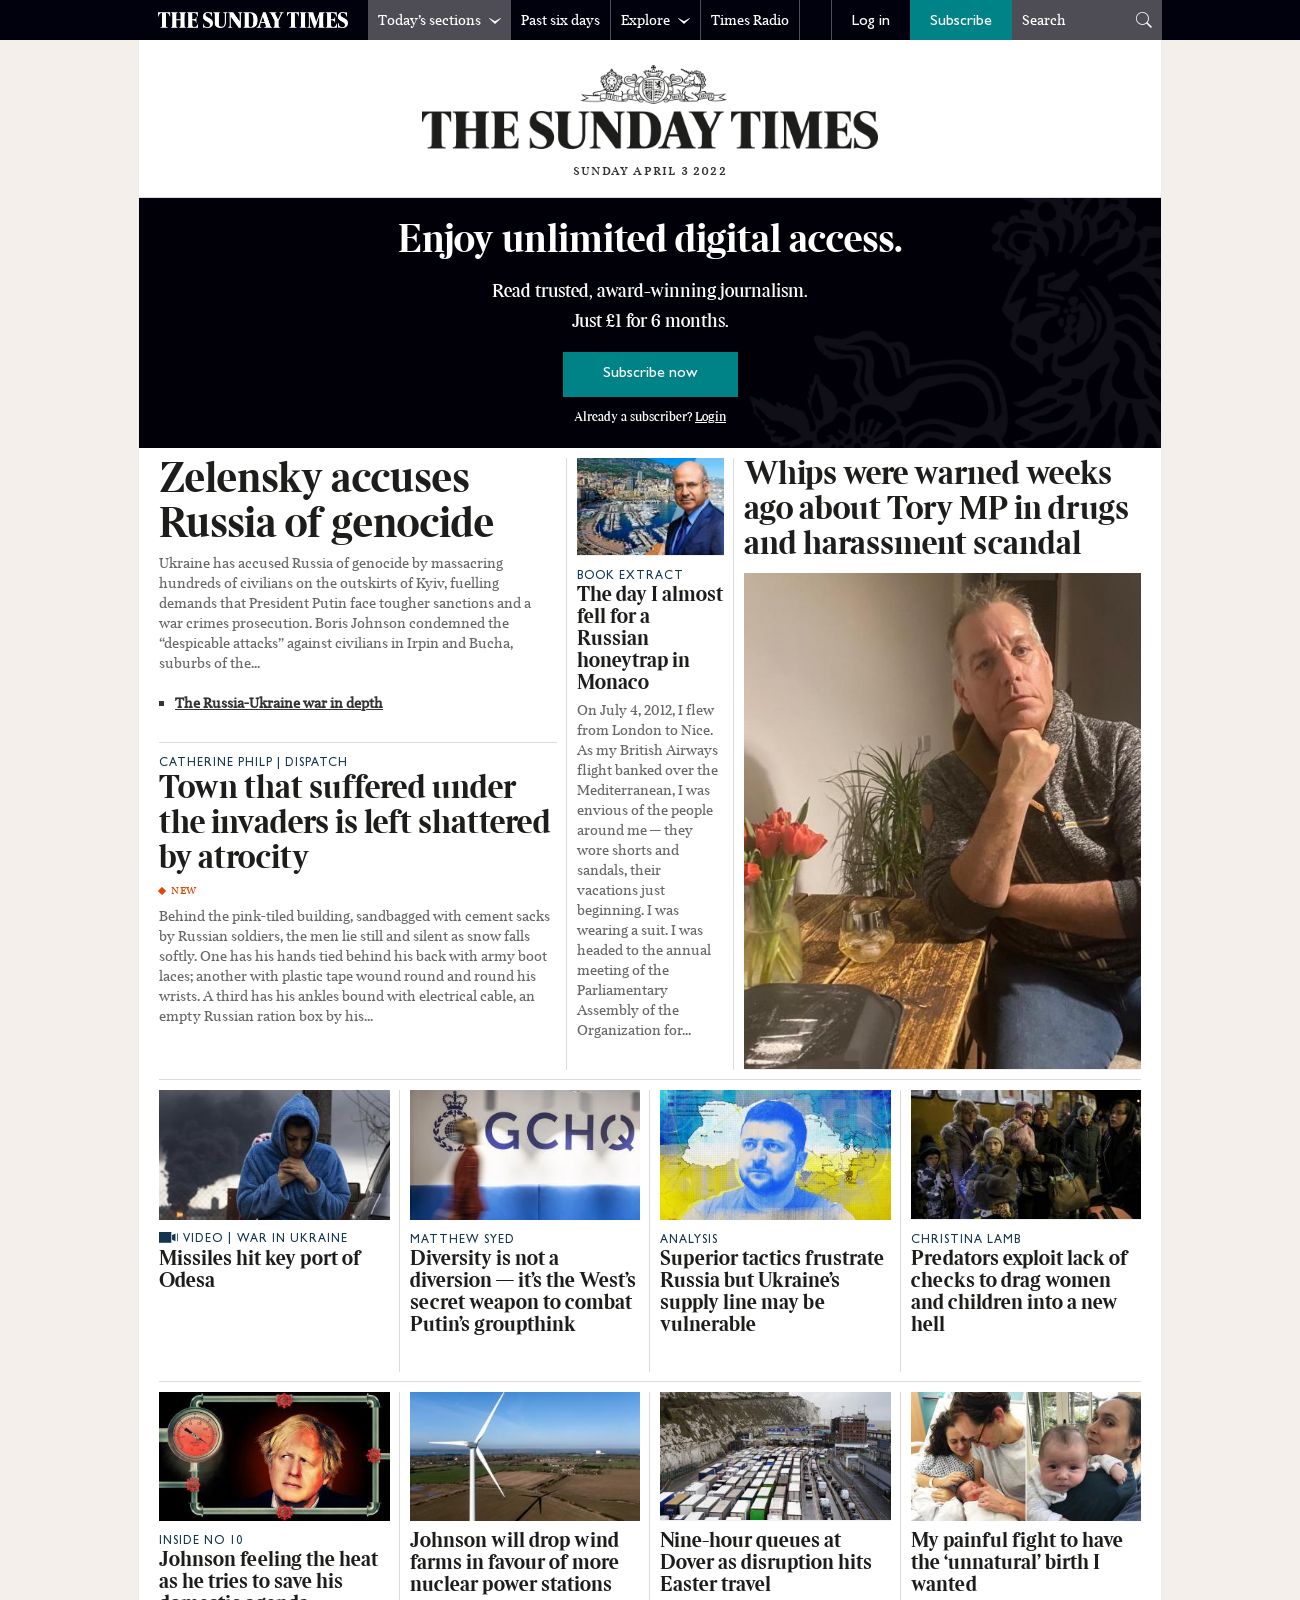 THE SUNDAY TIMES
Today's sections
Past six days
Explore
Times Radio
Log in
Subscribe
Search
THE SUNDAY TIMES
SUNDAY APRIL 3 2022
Enjoy unlimited digital access.
Read trusted, award-winning journalism.
Just £1 for 6 months.
Subscribe now
Already a subscriber? Login
Zelensky accuses
Russia of genocide
Ukraine has accused Russia of genocide by massacring
hundreds of civilians on the outskirts of Kyiv, fuelling
demands that President Putin face tougher sanctions and a
war crimes prosecution. Boris Johnson condemned the
“despicable attacks” against civilians in Irpin and Bucha,
suburbs of the...
The Russia-Ukraine war in depth
CATHERINE PHILP | DISPATCH
Town that suffered under
the invaders is left shattered
by atrocity
NEW
Behind the pink-tiled building, sandbagged with cement sacks
by Russian soldiers, the men lie still and silent as snow falls
softly. One has his hands tied behind his back with army boot
laces; another with plastic tape wound round and round his
wrists. A third has his ankles bound with electrical cable, an
empty Russian ration box by his...
BOOK EXTRACT
The day I almost
fell for a
Russian
honeytrap in
Monaco
On July 4, 2012, I flew
from London to Nice.
As my British Airways
flight banked over the
Mediterranean, I was
envious of the people
around me — they
wore shorts and
sandals, their
vacations just
beginning. I was
wearing a suit. I was
headed to the annual
meeting of the
Parliamentary
Assembly of the
Organization for...
Whips were warned weeks
ago about Tory MP in drugs
and harassment scandal
GCHQ
VIDEO | WAR IN UKRAINE
Missiles hit key port of
Odesa
MATTHEW SYED
Diversity is not a
diversion — it's the West's
secret weapon to combat
Putin's groupthink
ANALYSIS
Superior tactics frustrate
Russia but Ukraine's
supply line may be
vulnerable
CHRISTINA LAMB
Predators exploit lack of
checks to drag women
and children into a new
hell
INSIDE NO 10
Johnson feeling the heat
as he tries to save his
domestic agenda
Johnson will drop wind
farms in favour of more
nuclear power stations
Nine-hour queues at
Dover as disruption hits
Easter travel
My painful fight to have
the ‘unnatural’ birth I
wanted